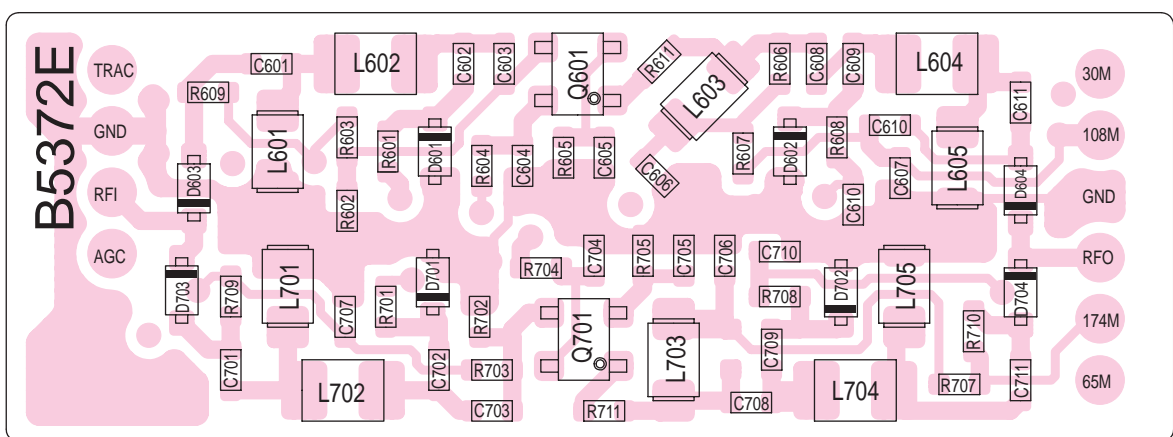 B5372E
TRAC
GND
RFI
AGC
C601
L602
C602
C603
Q601
R611
L603
R606
C608
C609
L604
30M
R609
C611
108M
L601
R603
R601
D601
R604
C604
R605
C605
C606
R607
D602
R608
C610
C607
L605
D603
R602
C610
D604
GND
RFO
D703
R709
L701
C707
R701
D701
R702
R704
C704
R705
C705
C706
C710
R708
D702
L705
D704
174M
C701
L702
C702
R703
Q701
L703
C709
R710
C703
R711
C708
L704
R707
C711
65M